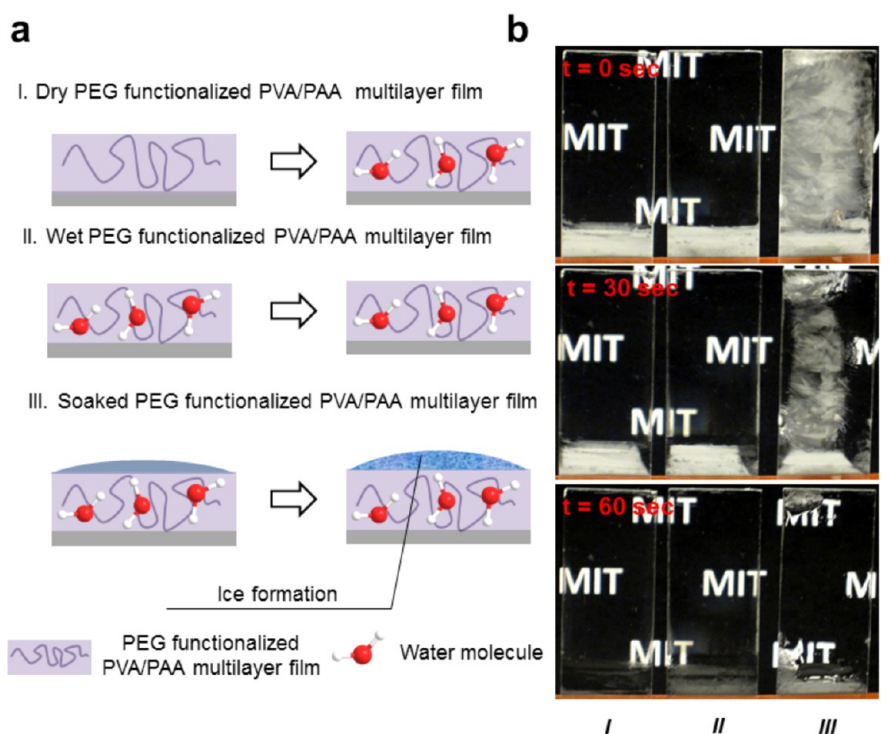 a
I. Dry PEG functionalized PVA/PAA multilayer film
II. Wet PEG functionalized PVA/PAA multilayer film
III. Soaked PEG functionalized PVA/PAA multilayer film
Ice formation
PEG functionalized
PVA/PAA multilayer film
Water molecule
b
t = 0 sec
MIT
MIT
MIT
MIT
t = 30 sec
MIT
MIT
MIT
MIT
M
t = 60 sec
MIT
MIT
MIT
MIT
M
MIT
MIT
I
II
III